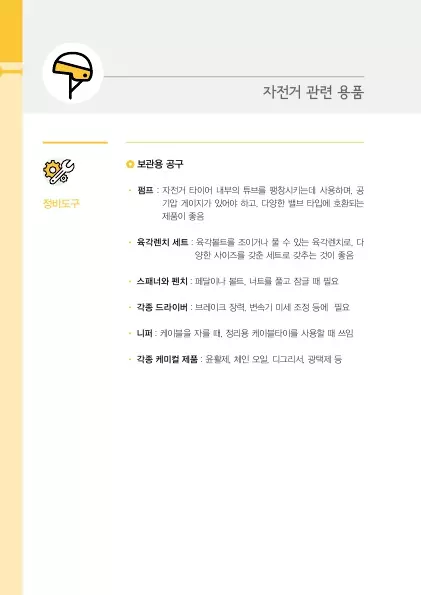 자전거 관련 용품
정비도구
보관용 공구
• 펌프 : 자전거 타이어 내부의 튜브를 팽창시키는데 사용하며, 공
기압 게이지가 있어야 하고, 다양한 밸브 타입에 호환되는
제품이 좋음
• 육각렌치 세트 : 육각볼트를 조이거나 풀 수 있는 육각렌치로, 다
양한 사이즈를 갖춘 세트로 갖추는 것이 좋음
• 스패너와 펜치 : 페달이나 볼트, 너트를 풀고 잠글 때 필요
• 각종 드라이버 : 브레이크 장력, 변속기 미세 조정 등에 필요
• 니퍼 : 케이블을 자를 때, 정리용 케이블타이를 사용할 때 쓰임
• 각종 케미컬 제품 : 윤활제, 체인 오일, 디그리서, 광택제 등